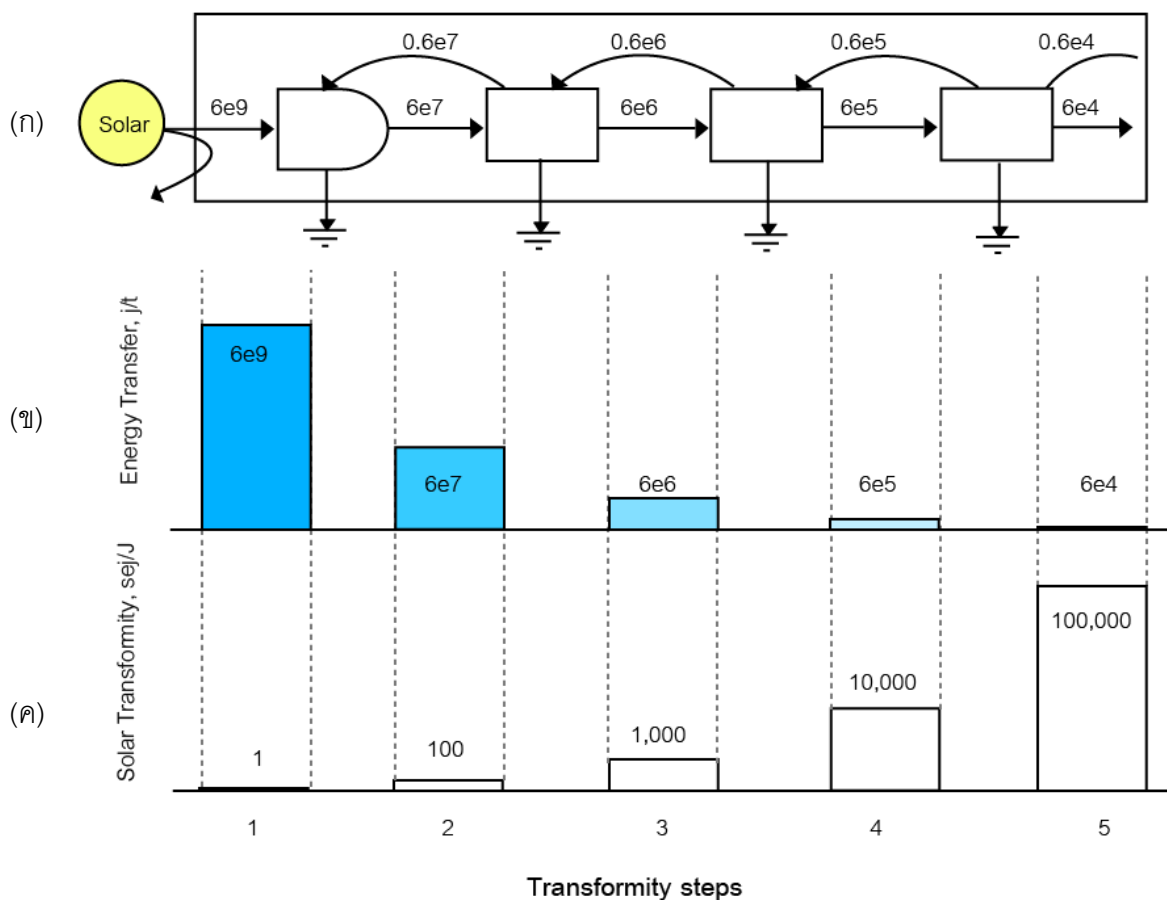 0.6e7 0.6e6 0.6e5 0.6e4
(ก) Solar 6e9 6e7 6e6 6e5 6e4
(ข)
Energy Transfer, j/t
6e9 6e7 6e6 6e5 6e4
(ค)
Solar Transformity, sej/J
1 100 1,000 10,000 100,000
1 2 3 4 5
Transformity steps